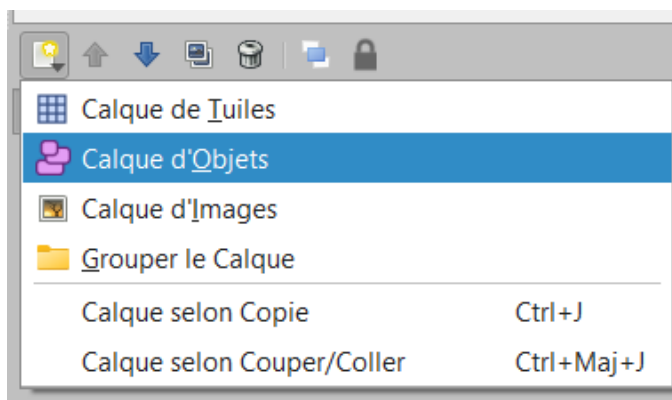 Calque de Tuiles
Calque d'Objets
Calque d'Images
Grouper le Calque
Calque selon Copie Ctrl+J
Calque selon Couper/Coller Ctrl+Maj+J